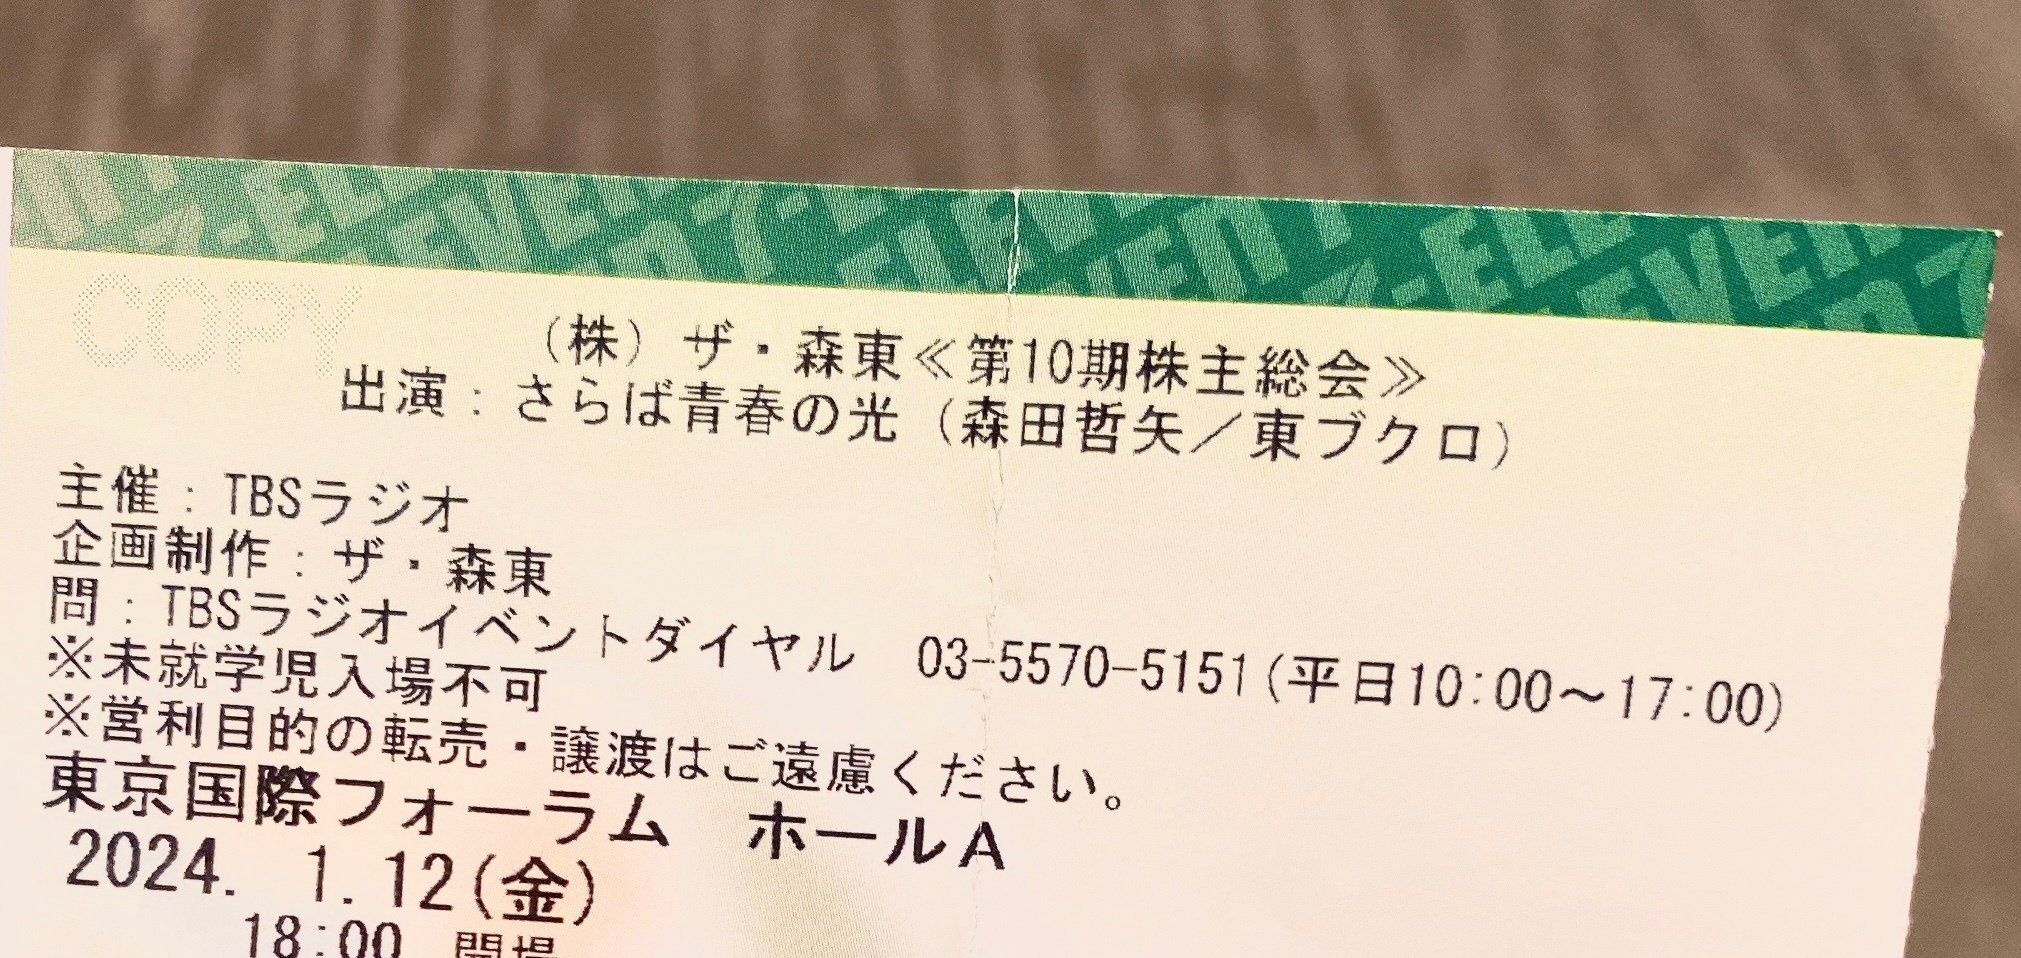 COPY
（株）ザ・森東≪第10期株主総会≫
出演：さらば青春の光（森田哲矢／東ブクロ）
主催：TBSラジオ
企画制作：ザ・森東
問：TBSラジオイベントダイヤル　03-5570-5151(平日10:00～17:00)
※未就学児入場不可
※営利目的の転売・譲渡はご遠慮ください。
東京国際フォーラム　ホールA
2024. 1.12(金)
18:00 開場